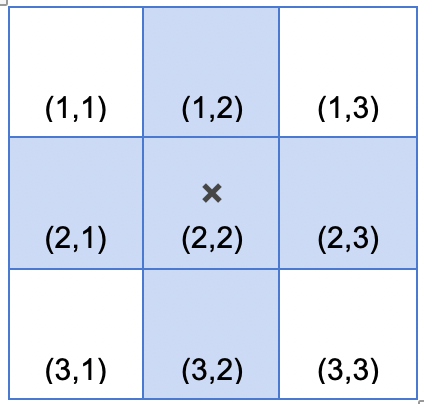 (1,1) (1,2) (1,3)
×
(2,1) (2,2) (2,3)
(3,1) (3,2) (3,3)